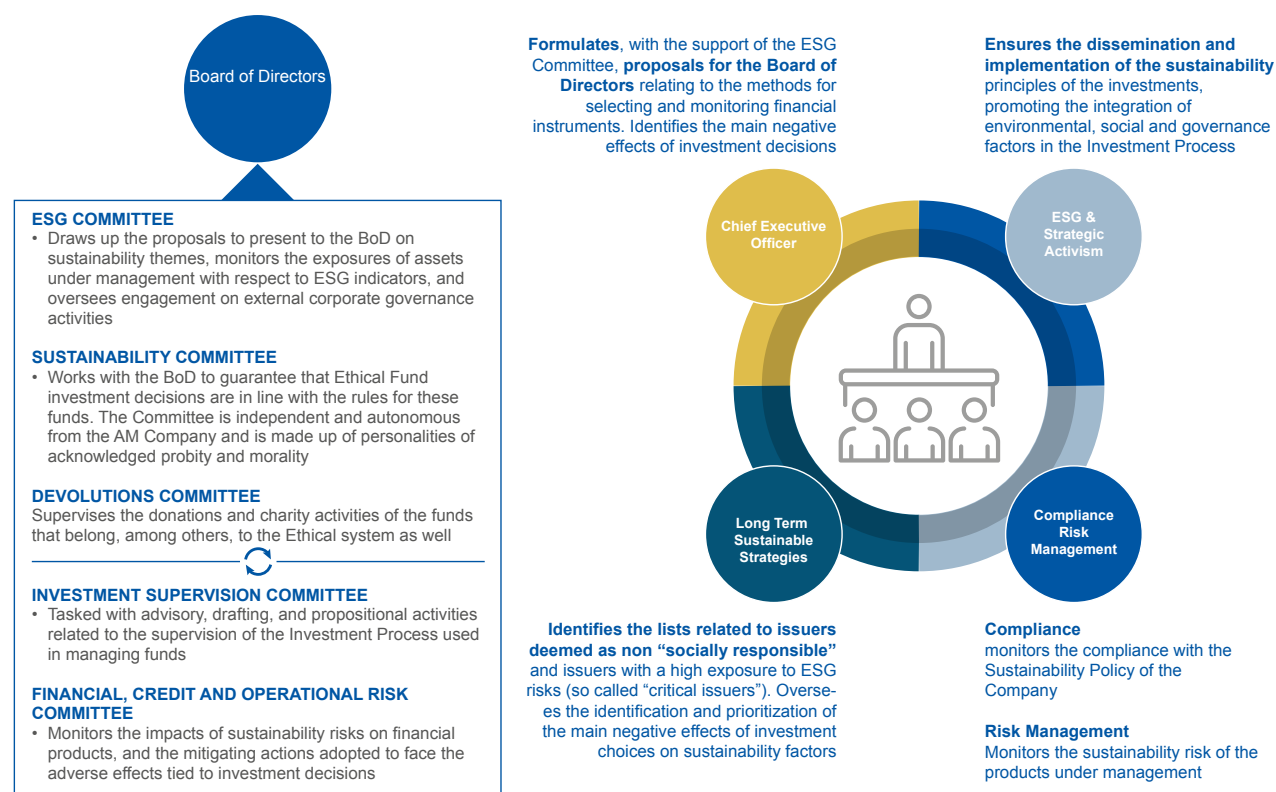 Board of Directors
ESG COMMITTEE
• Draws up the proposals to present to the BoD on
sustainability themes, monitors the exposures of assets
under management with respect to ESG indicators, and
oversees engagement on external corporate governance
activities
SUSTAINABILITY COMMITTEE
• Works with the BoD to guarantee that Ethical Fund
investment decisions are in line with the rules for these
funds. The Committee is independent and autonomous
from the AM Company and is made up of personalities of
acknowledged probity and morality
DEVOLUTIONS COMMITTEE
Supervises the donations and charity activities of the funds
that belong, among others, to the Ethical system as well
INVESTMENT SUPERVISION COMMITTEE
• Tasked with advisory, drafting, and propositional activities
related to the supervision of the Investment Process used
in managing funds
FINANCIAL, CREDIT AND OPERATIONAL RISK
COMMITTEE
• Monitors the impacts of sustainability risks on financial
products, and the mitigating actions adopted to face the
adverse effects tied to investment decisions
Formulates, with the support of the ESG
Committee, proposals for the Board of
Directors relating to the methods for
selecting and monitoring financial
instruments. Identifies the main negative
effects of investment decisions
Ensures the dissemination and
implementation of the sustainability
principles of the investments,
promoting the integration of
environmental, social and governance
factors in the Investment Process
Chief Executive
Officer
ESG &
Strategic
Activism
Long Term
Sustainable
Strategies
Compliance
Risk
Management
Identifies the lists related to issuers
deemed as non “socially responsible”
and issuers with a high exposure to ESG
risks (so called “critical issuers”). Overse-
es the identification and prioritization of
the main negative effects of investment
choices on sustainability factors
Compliance
monitors the compliance with the
Sustainability Policy of the
Company
Risk Management
Monitors the sustainability risk of the
products under management